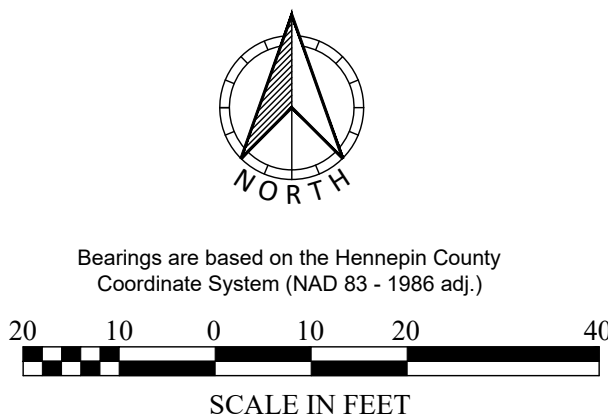 NORTH
Bearings are based on the Hennepin County
Coordinate System (NAD 83 - 1986 adj.)
20 10 0 10 20 40
SCALE IN FEET